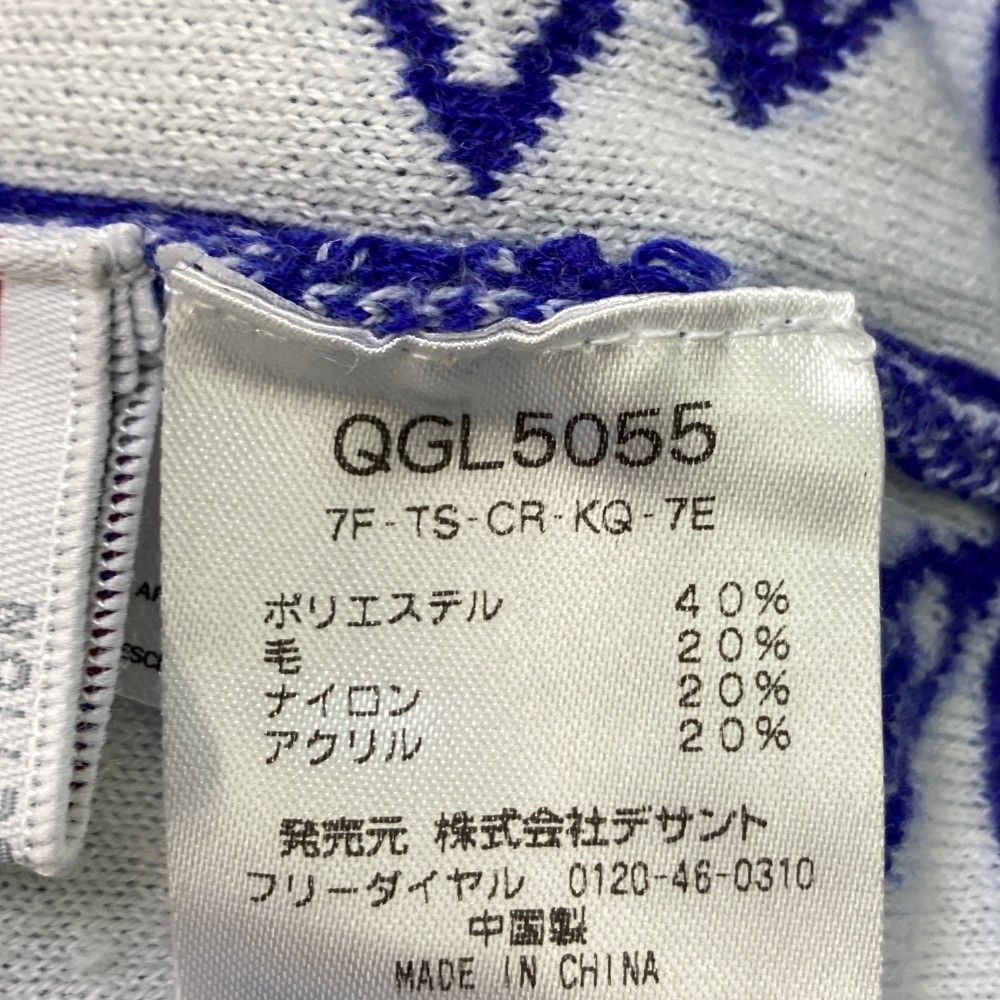 QGL5055
7F-TS-CR-KQ-7E
ポリエステル 40%
毛 20%
ナイロン 20%
アクリル 20%
発売元 株式会社デサント
フリーダイヤル 0120-46-0310
中国製
MADE IN CHINA